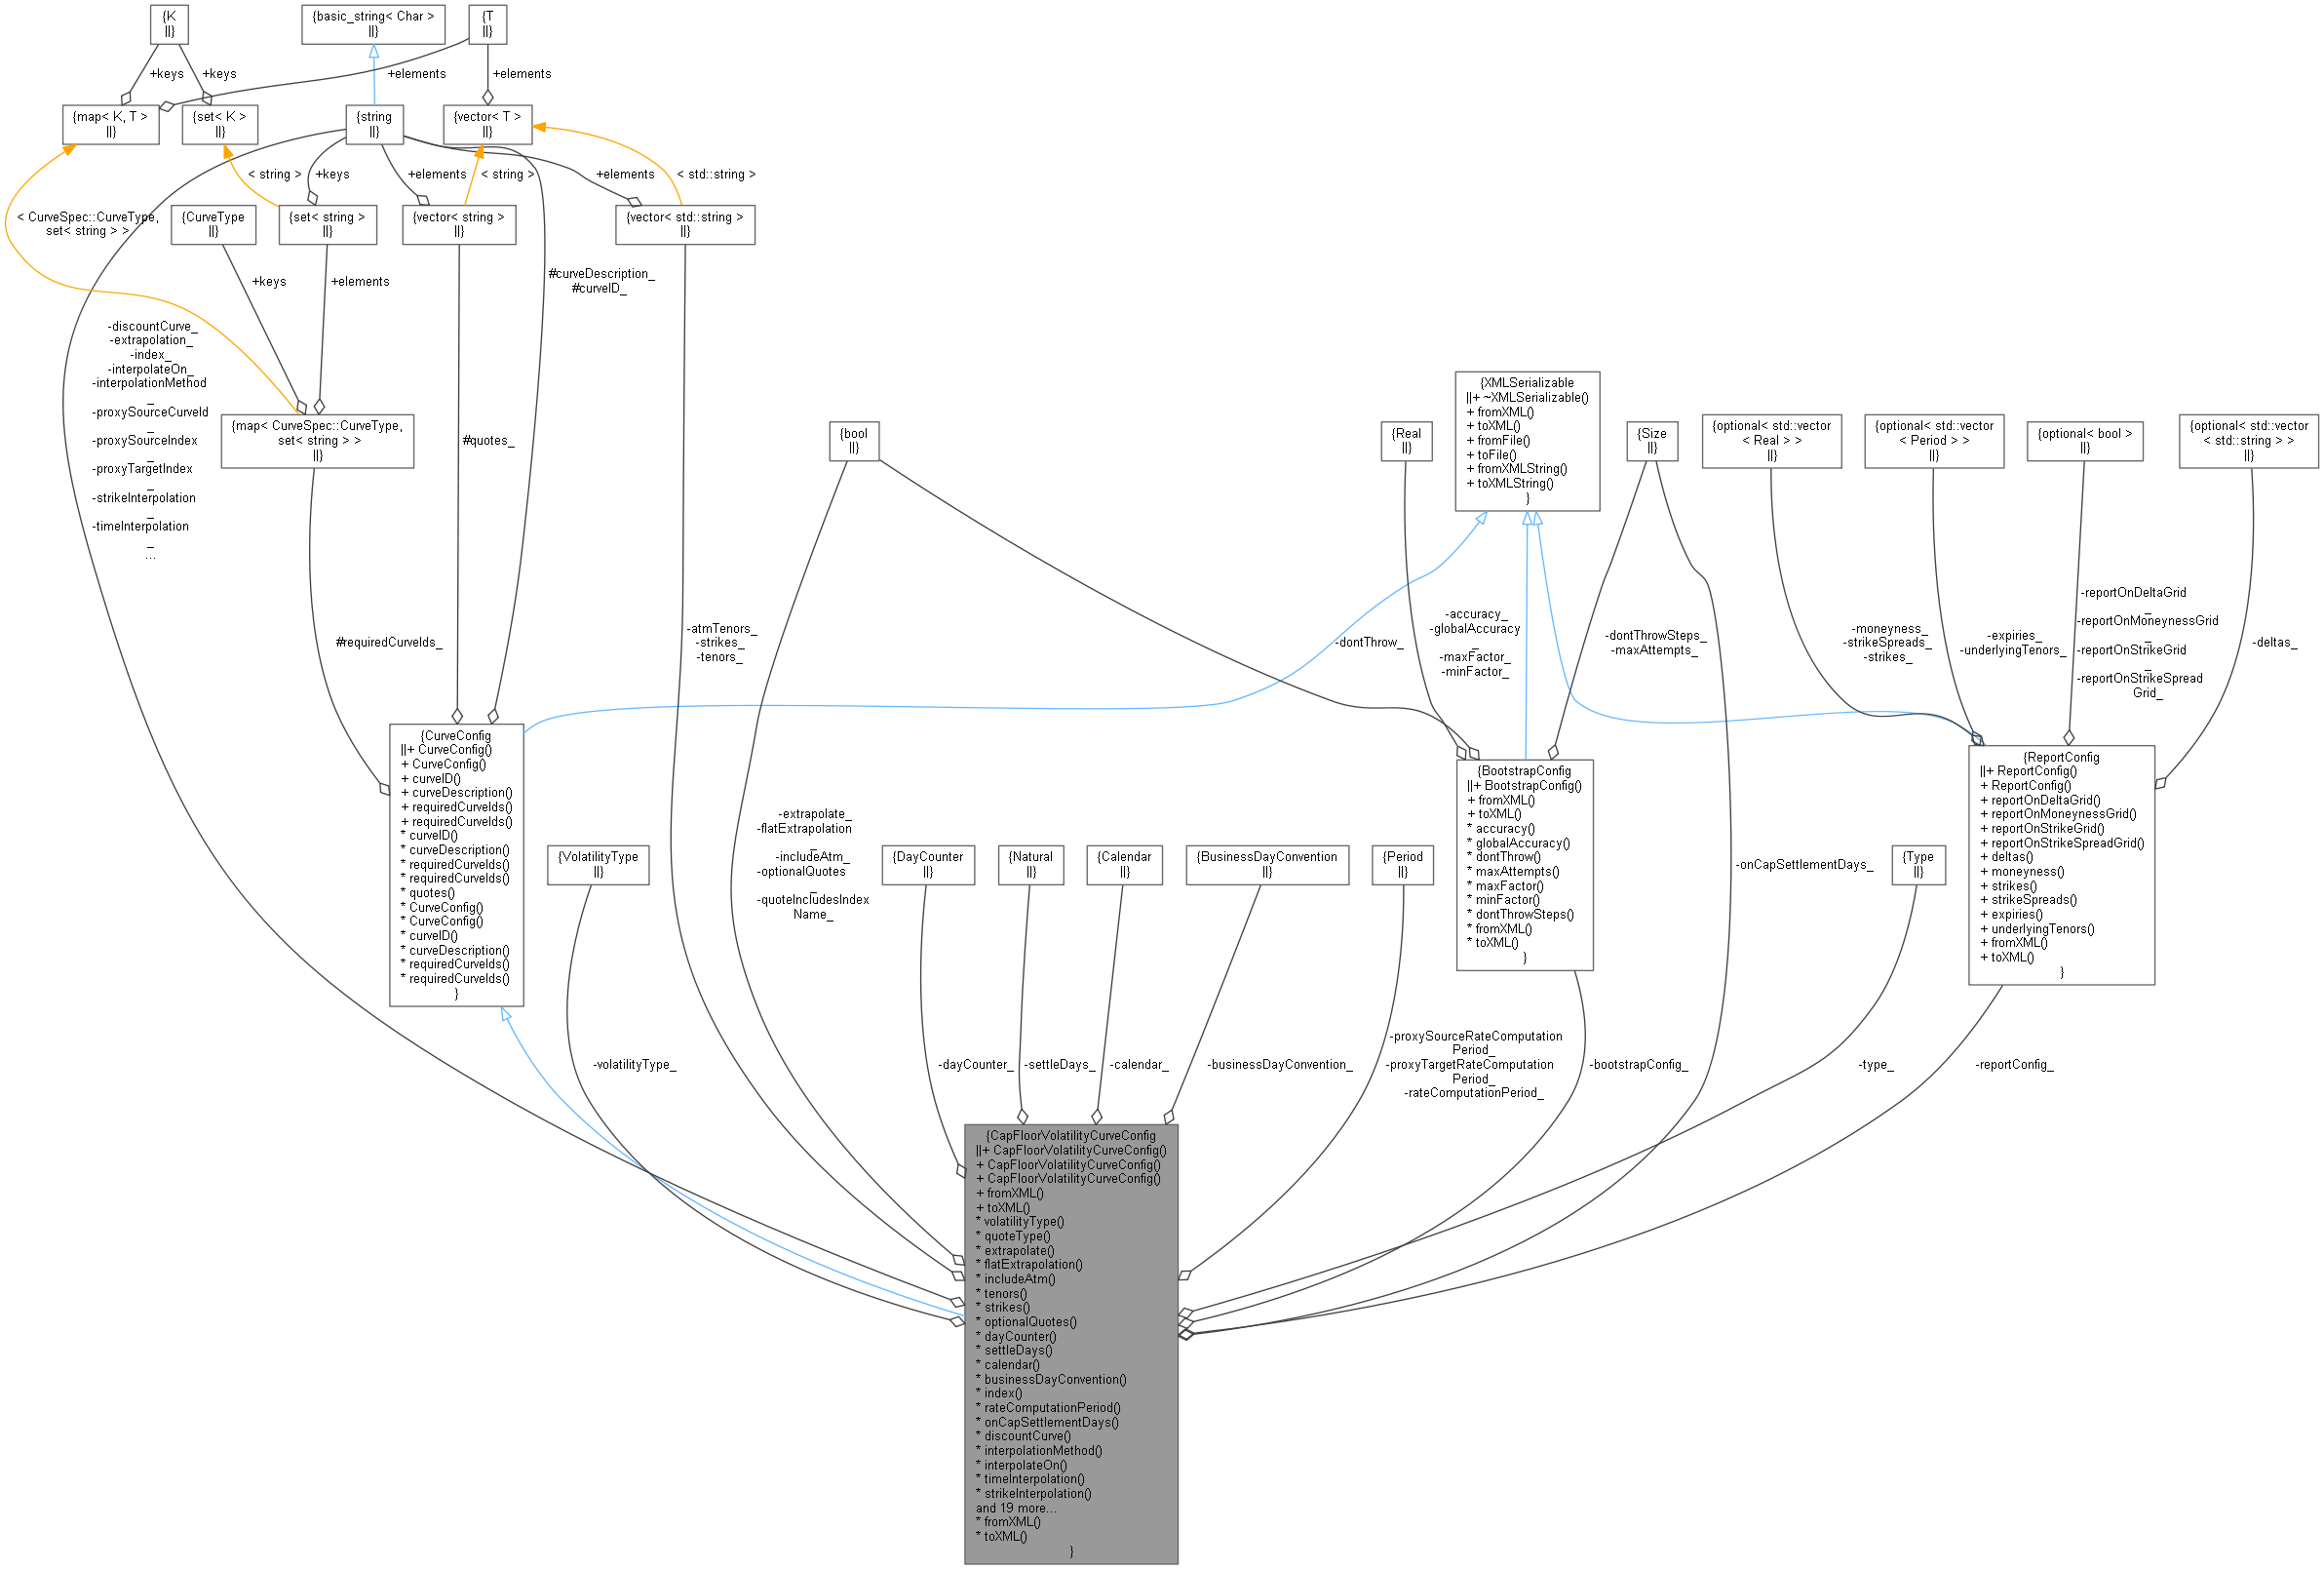 {K
||}
{basic_string< Char >
||}
{T
||}
+keys
+keys
+elements
+elements
{map< K, T >
||}
{set< K >
||}
{string
||}
{vector< T >
||}
< string >
+keys
+elements
< string >
+elements
< std::string >
< CurveSpec::CurveType,
set< string > >
{CurveType
||}
{set< string >
||}
{vector< string >
||}
{vector< std::string >
||}
+keys
+elements
#curveDescription_
#curveID_
-discountCurve_
-extrapolation_
-index_
-interpolateOn_
-interpolationMethod
_
-proxySourceCurveId
_
-proxySourceIndex
_
-proxyTargetIndex
_
-strikeInterpolation
_
-timeInterpolation
_
...
{map< CurveSpec::CurveType,
set< string > >
||}
#quotes_
{bool
||}
{Real
||}
{XMLSerializable
||+ ~XMLSerializable()
+ fromXML()
+ toXML()
+ fromFile()
+ toFile()
+ fromXMLString()
+ toXMLString()
}
{Size
||}
{optional< std::vector
< Real > >
||}
{optional< std::vector
< Period > >
||}
{optional< bool >
||}
{optional< std::vector
< std::string > >
||}
#requiredCurveIds_
-atmTenors_
-strikes_
-tenors_
-dontThrow_
-accuracy_
-globalAccuracy
_
-maxFactor_
-minFactor_
-dontThrowSteps_
-maxAttempts_
-moneyness_
-strikeSpreads_
-strikes_
-expiries_
-underlyingTenors_
-reportOnDeltaGrid
_
-reportOnMoneynessGrid
_
-reportOnStrikeGrid
_
-reportOnStrikeSpread
Grid_
-deltas_
{CurveConfig
||+ CurveConfig()
+ CurveConfig()
+ curveID()
+ curveDescription()
+ requiredCurveIds()
+ requiredCurveIds()
* curveID()
* curveDescription()
* requiredCurveIds()
* requiredCurveIds()
* quotes()
* CurveConfig()
* CurveConfig()
* curveID()
* curveDescription()
* requiredCurveIds()
* requiredCurveIds()
}
{BootstrapConfig
||+ BootstrapConfig()
+ fromXML()
+ toXML()
* accuracy()
* globalAccuracy()
* dontThrow()
* maxAttempts()
* maxFactor()
* minFactor()
* dontThrowSteps()
* fromXML()
* toXML()
}
{ReportConfig
||+ ReportConfig()
+ ReportConfig()
+ reportOnDeltaGrid()
+ reportOnMoneynessGrid()
+ reportOnStrikeGrid()
+ reportOnStrikeSpreadGrid()
+ deltas()
+ moneyness()
+ strikes()
+ strikeSpreads()
+ expiries()
+ underlyingTenors()
+ fromXML()
+ toXML()
}
{VolatilityType
||}
-extrapolate_
-flatExtrapolation
_
-includeAtm_
-optionalQuotes
_
-quoteIncludesIndex
Name_
{DayCounter
||}
{Natural
||}
{Calendar
||}
{BusinessDayConvention
||}
{Period
||}
-onCapSettlementDays_
{Type
||}
-volatilityType_
-dayCounter_
-settleDays_
-calendar_
-businessDayConvention_
-proxySourceRateComputation
Period_
-proxyTargetRateComputation
Period_
-rateComputationPeriod_
-bootstrapConfig_
-type_
-reportConfig_
{CapFloorVolatilityCurveConfig
||+ CapFloorVolatilityCurveConfig()
+ CapFloorVolatilityCurveConfig()
+ CapFloorVolatilityCurveConfig()
+ fromXML()
+ toXML()
* volatilityType()
* quoteType()
* extrapolate()
* flatExtrapolation()
* includeAtm()
* tenors()
* strikes()
* optionalQuotes()
* dayCounter()
* settleDays()
* calendar()
* businessDayConvention()
* index()
* rateComputationPeriod()
* onCapSettlementDays()
* discountCurve()
* interpolationMethod()
* interpolateOn()
* timeInterpolation()
* strikeInterpolation()
and 19 more...
* fromXML()
* toXML()
}